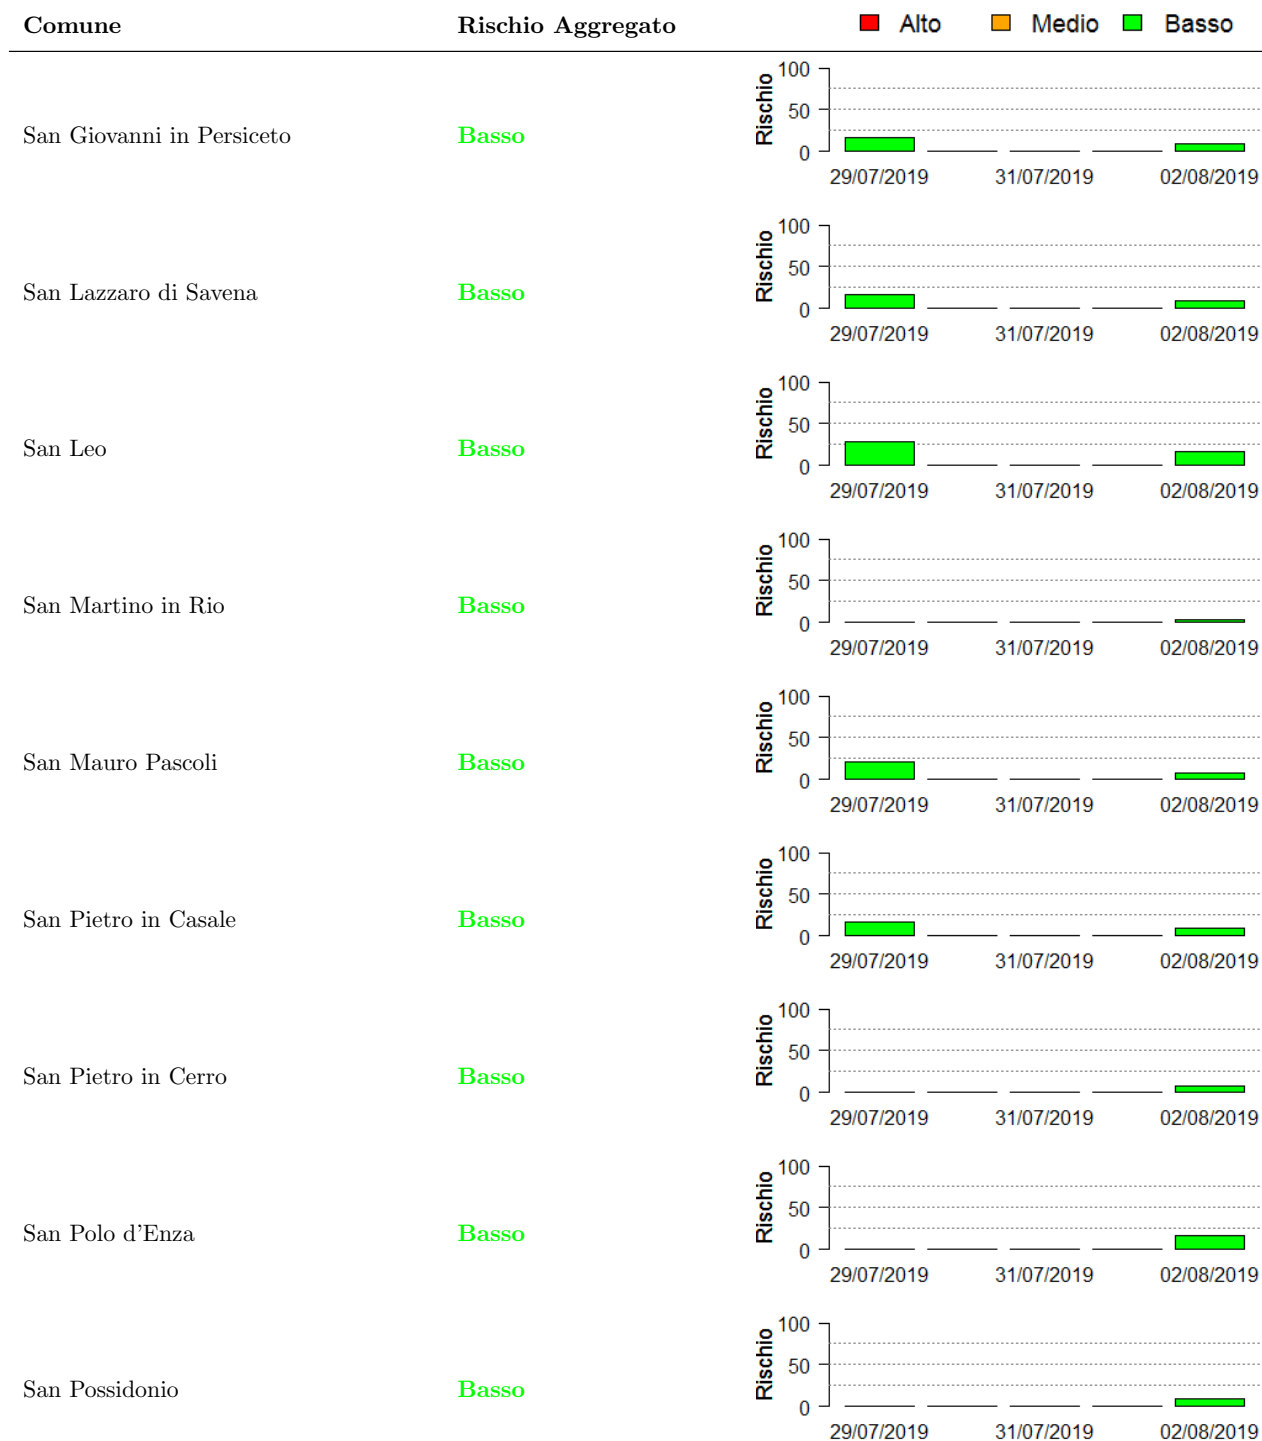 Comune Rischio Aggregato Alto Medio Basso
San Giovanni in Persiceto Basso
Rischio
100
50
0
29/07/2019 31/07/2019 02/08/2019
San Lazzaro di Savena Basso
Rischio
100
50
0
29/07/2019 31/07/2019 02/08/2019
San Leo Basso
Rischio
100
50
0
29/07/2019 31/07/2019 02/08/2019
San Martino in Rio Basso
Rischio
100
50
0
29/07/2019 31/07/2019 02/08/2019
San Mauro Pascoli Basso
Rischio
100
50
0
29/07/2019 31/07/2019 02/08/2019
San Pietro in Casale Basso
Rischio
100
50
0
29/07/2019 31/07/2019 02/08/2019
San Pietro in Cerro Basso
Rischio
100
50
0
29/07/2019 31/07/2019 02/08/2019
San Polo d'Enza Basso
Rischio
100
50
0
29/07/2019 31/07/2019 02/08/2019
San Possidonio Basso
Rischio
100
50
0
29/07/2019 31/07/2019 02/08/2019